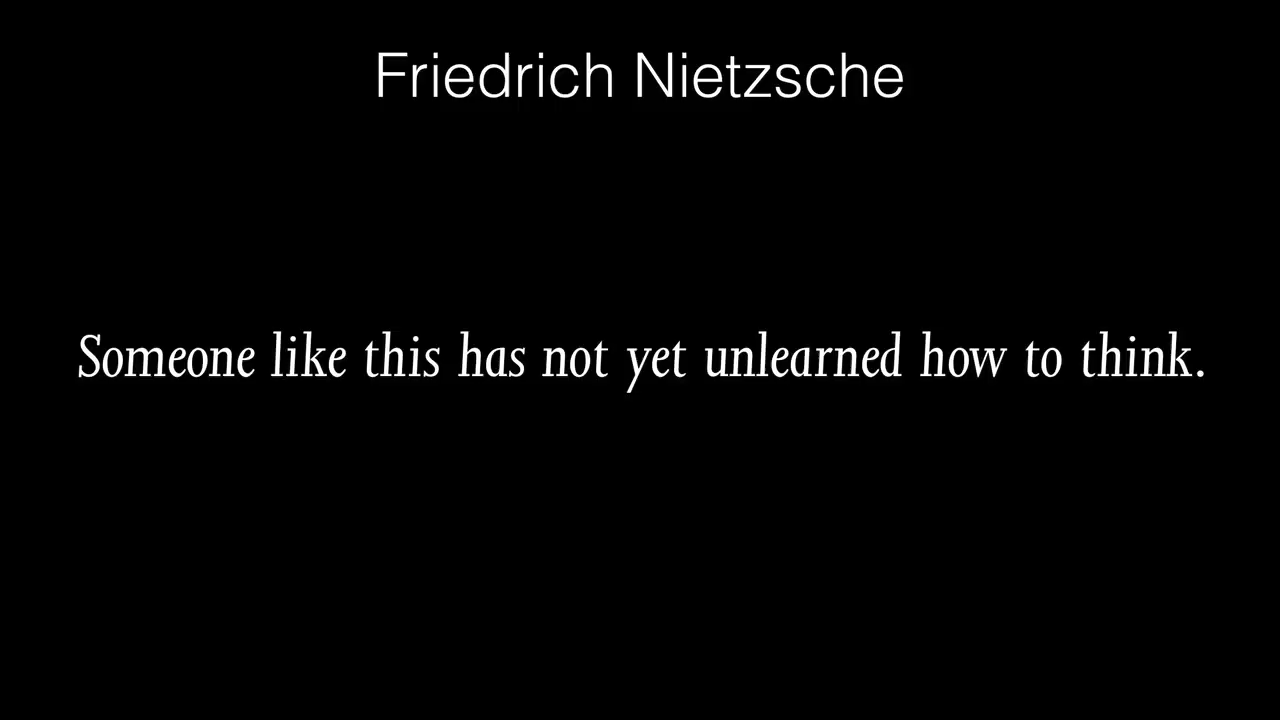 Friedrich Nietzsche
Someone like this has not yet unlearned how to think.